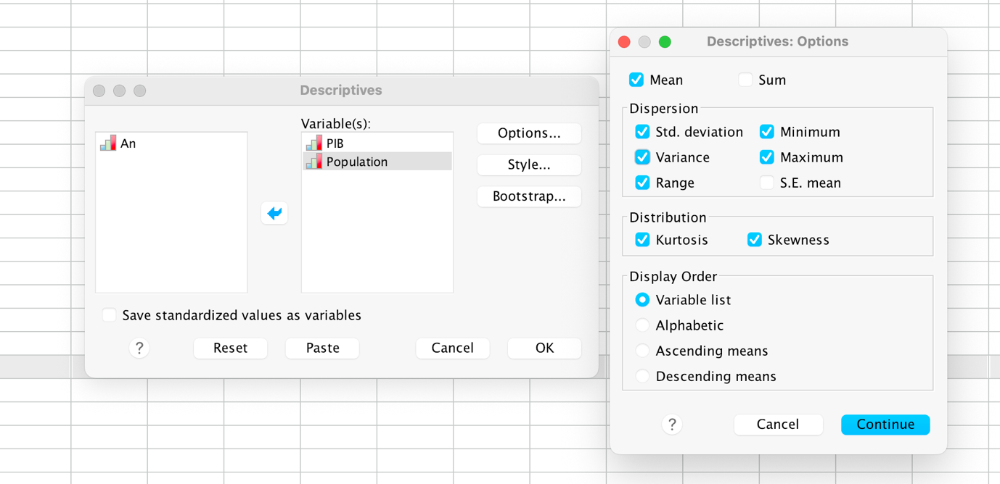 Descriptives
Variable(s):
An
PIB
Population
Options...
Style...
Bootstrap...
Save standardized values as variables
? Reset Paste Cancel OK
Descriptives: Options
Mean Sum
Dispersion
Std. deviation Minimum
Variance Maximum
Range S.E. mean
Distribution
Kurtosis Skewness
Display Order
Variable list
Alphabetic
Ascending means
Descending means
? Cancel Continue